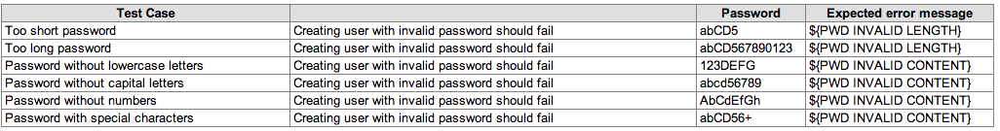 Test Case Password Expected error message
Too short password Creating user with invalid password should fail abCD5 ${PWD INVALID LENGTH}
Too long password Creating user with invalid password should fail abCD567890123 ${PWD INVALID LENGTH}
Password without lowercase letters Creating user with invalid password should fail 123DEFG ${PWD INVALID CONTENT}
Password without capital letters Creating user with invalid password should fail abcd56789 ${PWD INVALID CONTENT}
Password without numbers Creating user with invalid password should fail AbCdEfGh ${PWD INVALID CONTENT}
Password with special characters Creating user with invalid password should fail abCD56+ ${PWD INVALID CONTENT}